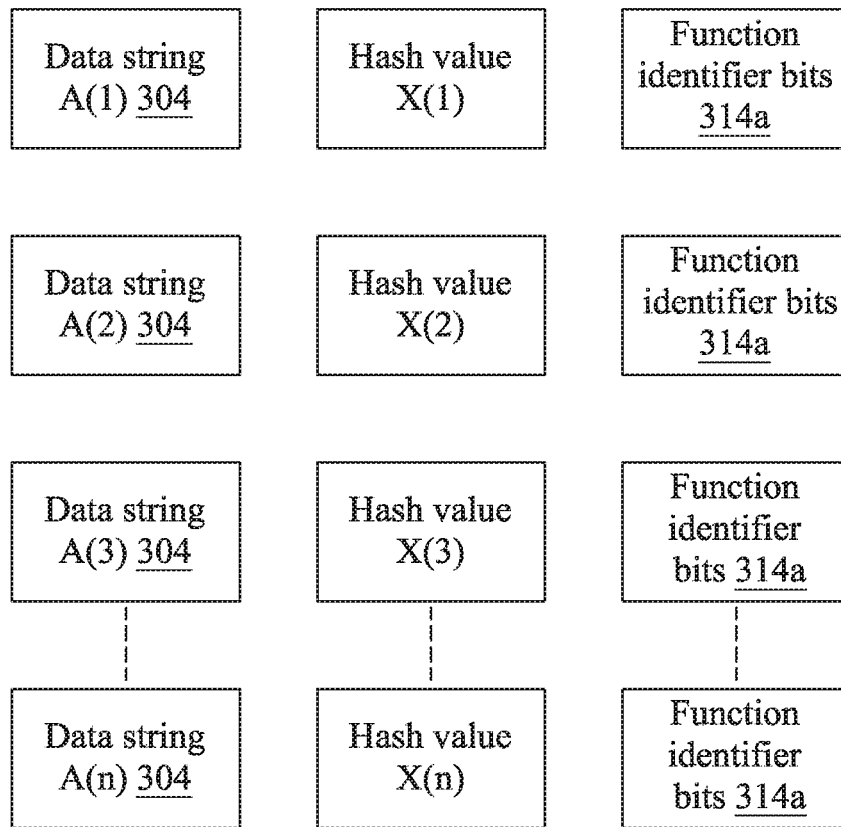 Data string
A(1) 304
Hash value
X(1)
Function
identifier bits
314a
Data string
A(2) 304
Hash value
X(2)
Function
identifier bits
314a
Data string
A(3) 304
Hash value
X(3)
Function
identifier
bits 314a
Data string
A(n) 304
Hash value
X(n)
Function
identifier
bits 314a